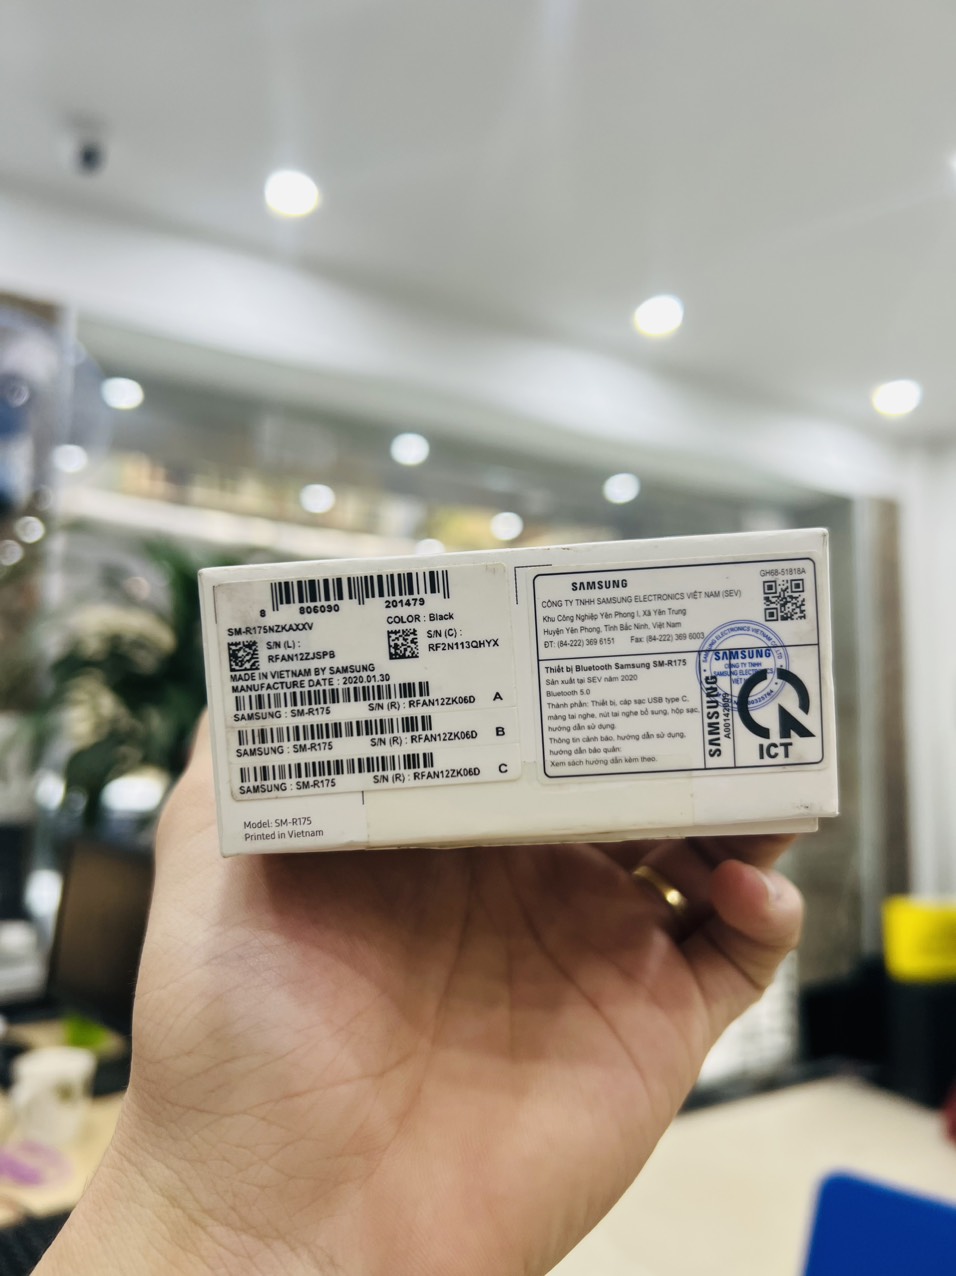 8 806090 201479
SM-R175NZKAXXV
COLOR : Black
S/N (L) :
RFAN12ZJSPB
S/N (C) :
RF2N113QHYX
MADE IN VIETNAM BY SAMSUNG
MANUFACTURE DATE : 2020.01.30
SAMSUNG : SM-R175 S/N (R) : RFAN12ZK06D A
SAMSUNG : SM-R175 S/N (R) : RFAN12ZK06D B
SAMSUNG : SM-R175 S/N (R) : RFAN12ZK06D C
Model: SM-R175
Printed in Vietnam
SAMSUNG
GH68-51818A
CÔNG TY TNHH SAMSUNG ELECTRONICS VIỆT NAM (SEV)
Khu Công Nghiệp Yên Phong I, Xã Yên Trung
Huyện Yên Phong, Tỉnh Bắc Ninh, Việt Nam
ĐT: (84-222) 369 6151 Fax: (84-222) 369 6003
Thiết bị Bluetooth Samsung SM-R175
Sản xuất tại SEV năm 2020
Bluetooth 5.0
Thành phần: Thiết bị, cáp sạc USB type C,
màng tai nghe, nút tai nghe bổ sung, hộp sạc,
hướng dẫn sử dụng.
Thông tin cảnh báo, hướng dẫn sử dụng,
hướng dẫn bảo quản:
Xem sách hướng dẫn kèm theo.
SAMSUNG
CÔNG TY TNHH
SAMSUNG ELECTRONICS
VIỆT
SAMSUNG
ICT